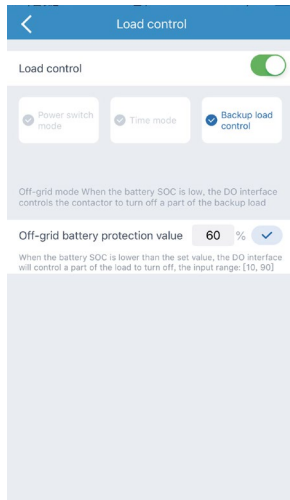 Load control
Load control
Power switch
mode
Time mode
Backup load
control
Off-grid mode When the battery SOC is low, the DO interface
controls the contactor to turn off a part of the backup load
Off-grid battery protection value 60 %
When the battery SOC is lower than the set value, the DO interface
will control a part of the load to turn off, the input range: [10, 90]